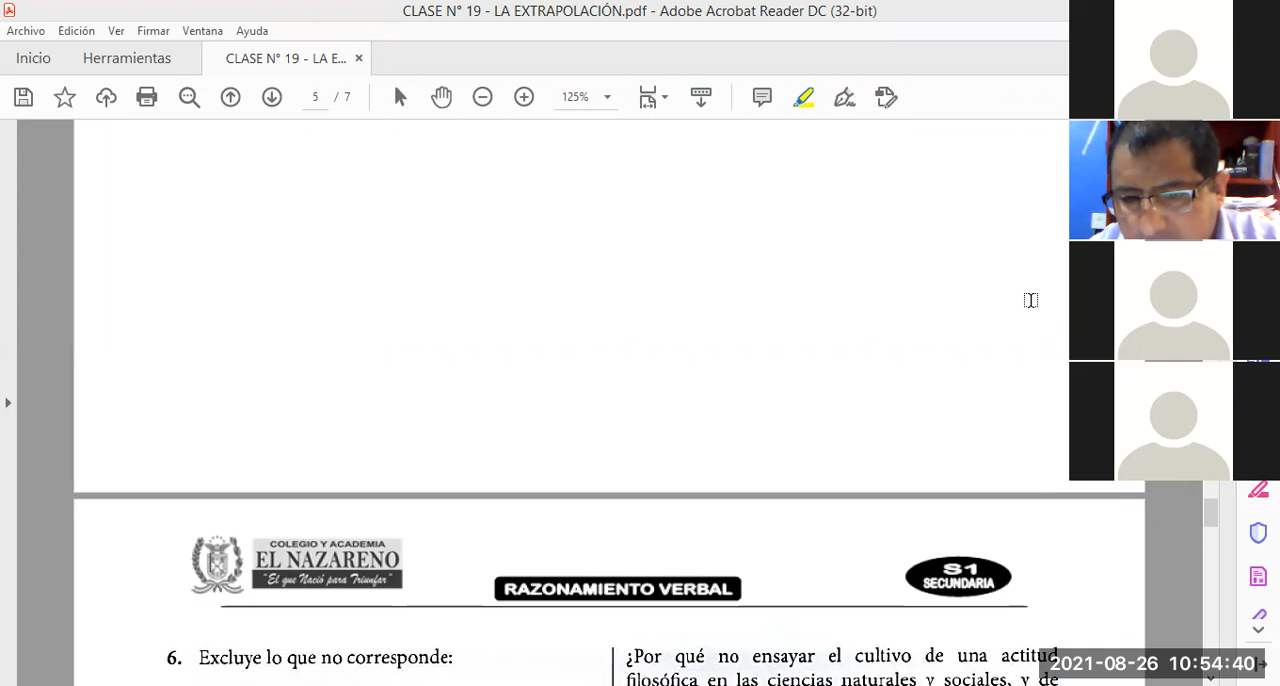 CLASE N° 19 - LA EXTRAPOLACIÓN.pdf - Adobe Acrobat Reader DC (32-bit)
Archivo Edición Ver Firmar Ventana Ayuda
Inicio Herramientas CLASE N° 19 - LA E... ×
5 / 7 125%
COLEGIO Y ACADEMIA
EL NAZARENO
"El que Nació para Triunfar"
RAZONAMIENTO VERBAL
S1
SECUNDARIA
6. Excluye lo que no corresponde:
¿Por qué no ensayar el cultivo de una actitud
filosófica en las ciencias naturales y sociales, y de
2021-08-26 10:54:40